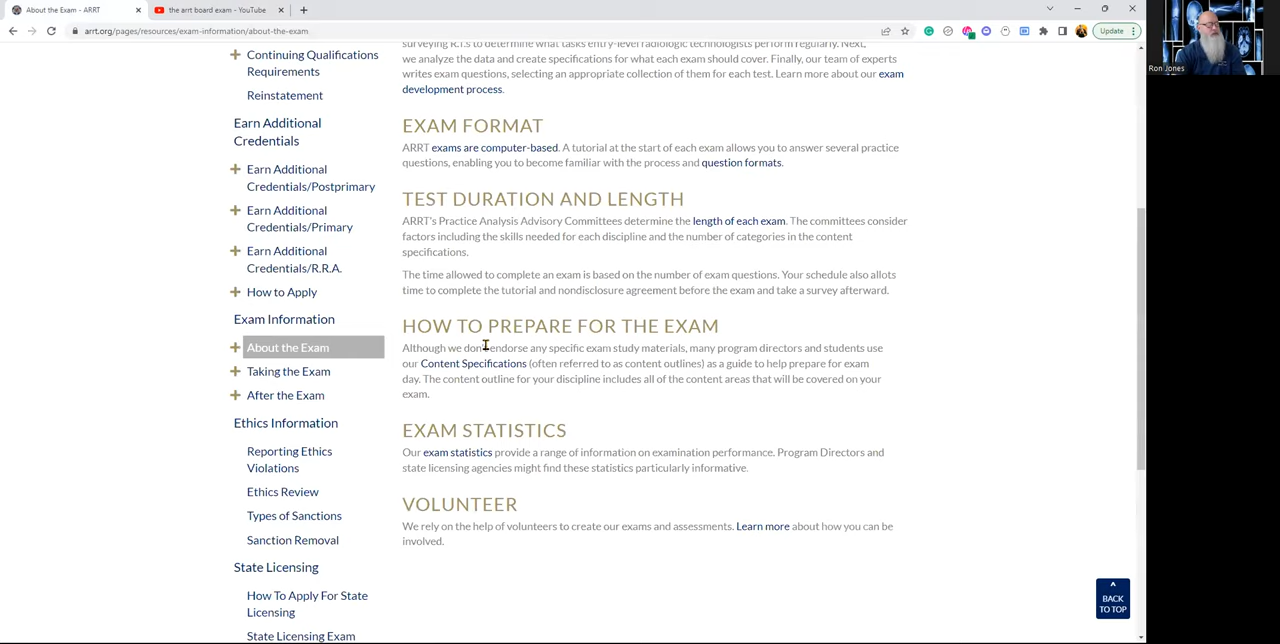 About the Exam - ARRT
the arrt board exam - YouTube
arrt.org/pages/resources/exam-information/about-the-exam
Update
Ron Jones
Continuing Qualifications
Requirements
Reinstatement
Earn Additional
Credentials
Earn Additional
Credentials/Postprimary
Earn Additional
Credentials/Primary
Earn Additional
Credentials/R.R.A.
How to Apply
Exam Information
About the Exam
Taking the Exam
After the Exam
Ethics Information
Reporting Ethics
Violations
Ethics Review
Types of Sanctions
Sanction Removal
State Licensing
How To Apply For State
Licensing
State Licensing Exam
surveying R.T.s to determine what tasks entry-level radiologic technologists perform regularly. Next,
we analyze the data and create specifications for what each exam should cover. Finally, our team of experts
writes exam questions, selecting an appropriate collection of them for each test. Learn more about our exam
development process.
EXAM FORMAT
ARRT exams are computer-based. A tutorial at the start of each exam allows you to answer several practice
questions, enabling you to become familiar with the process and question formats.
TEST DURATION AND LENGTH
ARRT's Practice Analysis Advisory Committees determine the length of each exam. The committees consider
factors including the skills needed for each discipline and the number of categories in the content
specifications.
The time allowed to complete an exam is based on the number of exam questions. Your schedule also allots
time to complete the tutorial and nondisclosure agreement before the exam and take a survey afterward.
HOW TO PREPARE FOR THE EXAM
Although we don't endorse any specific exam study materials, many program directors and students use
our Content Specifications (often referred to as content outlines) as a guide to help prepare for exam
day. The content outline for your discipline includes all of the content areas that will be covered on your
exam.
EXAM STATISTICS
Our exam statistics provide a range of information on examination performance. Program Directors and
state licensing agencies might find these statistics particularly informative.
VOLUNTEER
We rely on the help of volunteers to create our exams and assessments. Learn more about how you can be
involved.
BACK
TO TOP